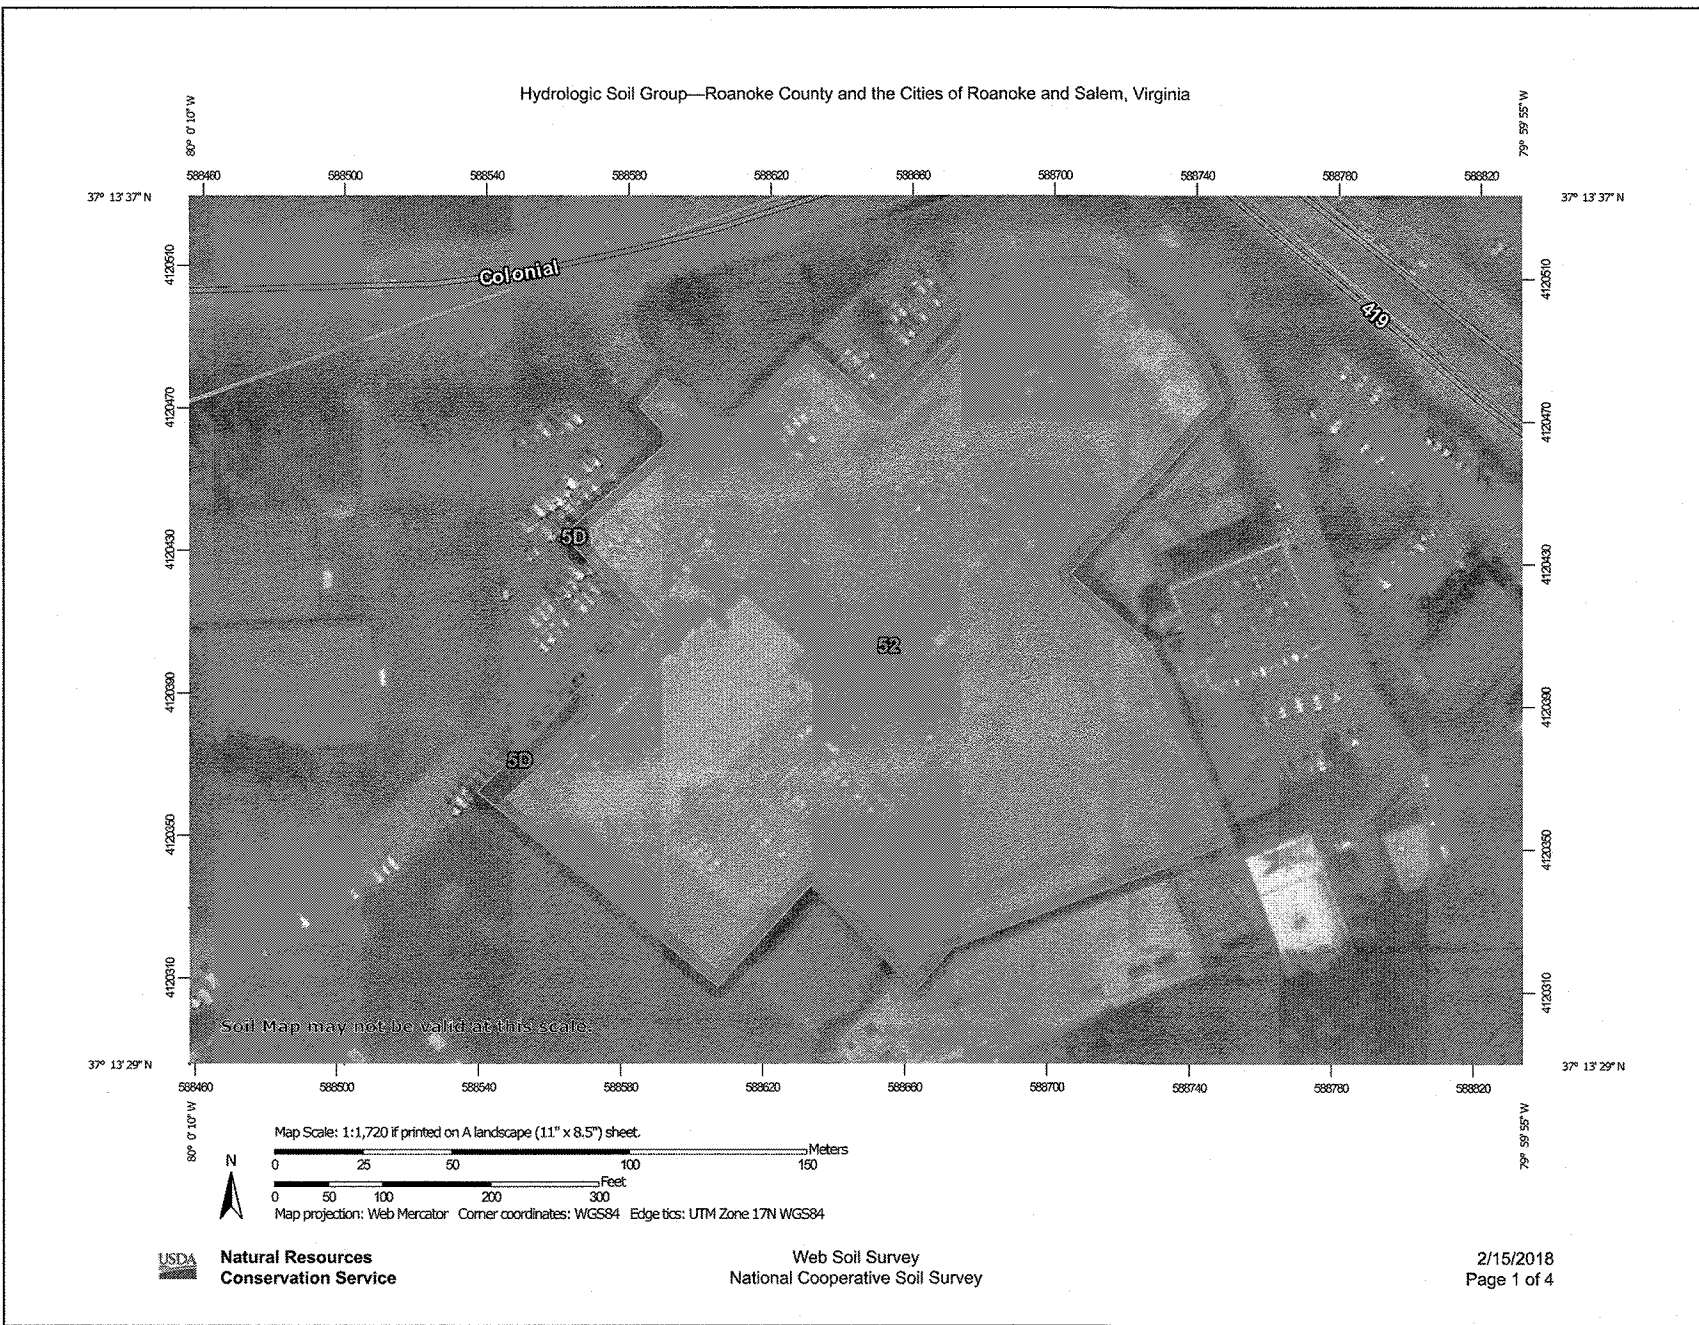 Hydrologic Soil Group—Roanoke County and the Cities of Roanoke and Salem, Virginia
80° 0' 10" W
79° 59' 55" W
588460 588500 588540 588580 588620 588660 588700 588740 588780 588820
37° 13' 37" N
37° 13' 37" N
4120510
4120510
Colonial
419
4120470
4120470
5D
4120430
4120430
52
4120390
4120390
5D
4120350
4120350
4120310
4120310
Soil Map may not be valid at this scale.
37° 13' 29" N
37° 13' 29" N
588460 588500 588540 588580 588620 588660 588700 588740 588780 588820
80° 0' 10" W
79° 59' 55" W
Map Scale: 1:1,720 if printed on A landscape (11" x 8.5") sheet.
N
Meters
0 25 50 100 150
Feet
0 50 100 200 300
Map projection: Web Mercator Corner coordinates: WGS84 Edge tics: UTM Zone 17N WGS84
USDA
Natural Resources
Conservation Service
Web Soil Survey
National Cooperative Soil Survey
2/15/2018
Page 1 of 4